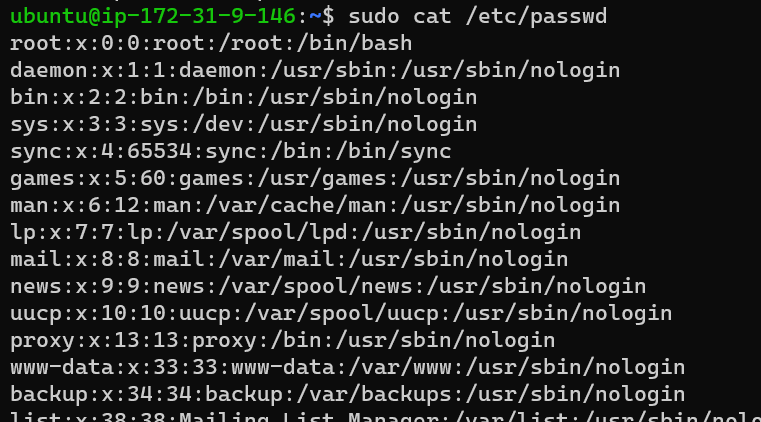 ubuntu@ip-172-31-9-146:~$ sudo cat /etc/passwd
root:x:0:0:root:/root:/bin/bash
daemon:x:1:1:daemon:/usr/sbin:/usr/sbin/nologin
bin:x:2:2:bin:/bin:/usr/sbin/nologin
sys:x:3:3:sys:/dev:/usr/sbin/nologin
sync:x:4:65534:sync:/bin:/bin/sync
games:x:5:60:games:/usr/games:/usr/sbin/nologin
man:x:6:12:man:/var/cache/man:/usr/sbin/nologin
lp:x:7:7:lp:/var/spool/lpd:/usr/sbin/nologin
mail:x:8:8:mail:/var/mail:/usr/sbin/nologin
news:x:9:9:news:/var/spool/news:/usr/sbin/nologin
uucp:x:10:10:uucp:/var/spool/uucp:/usr/sbin/nologin
proxy:x:13:13:proxy:/bin:/usr/sbin/nologin
www-data:x:33:33:www-data:/var/www:/usr/sbin/nologin
backup:x:34:34:backup:/var/backups:/usr/sbin/nologin
list:x:38:38:Mailing List Manager:/var/list:/usr/sbin/nolo